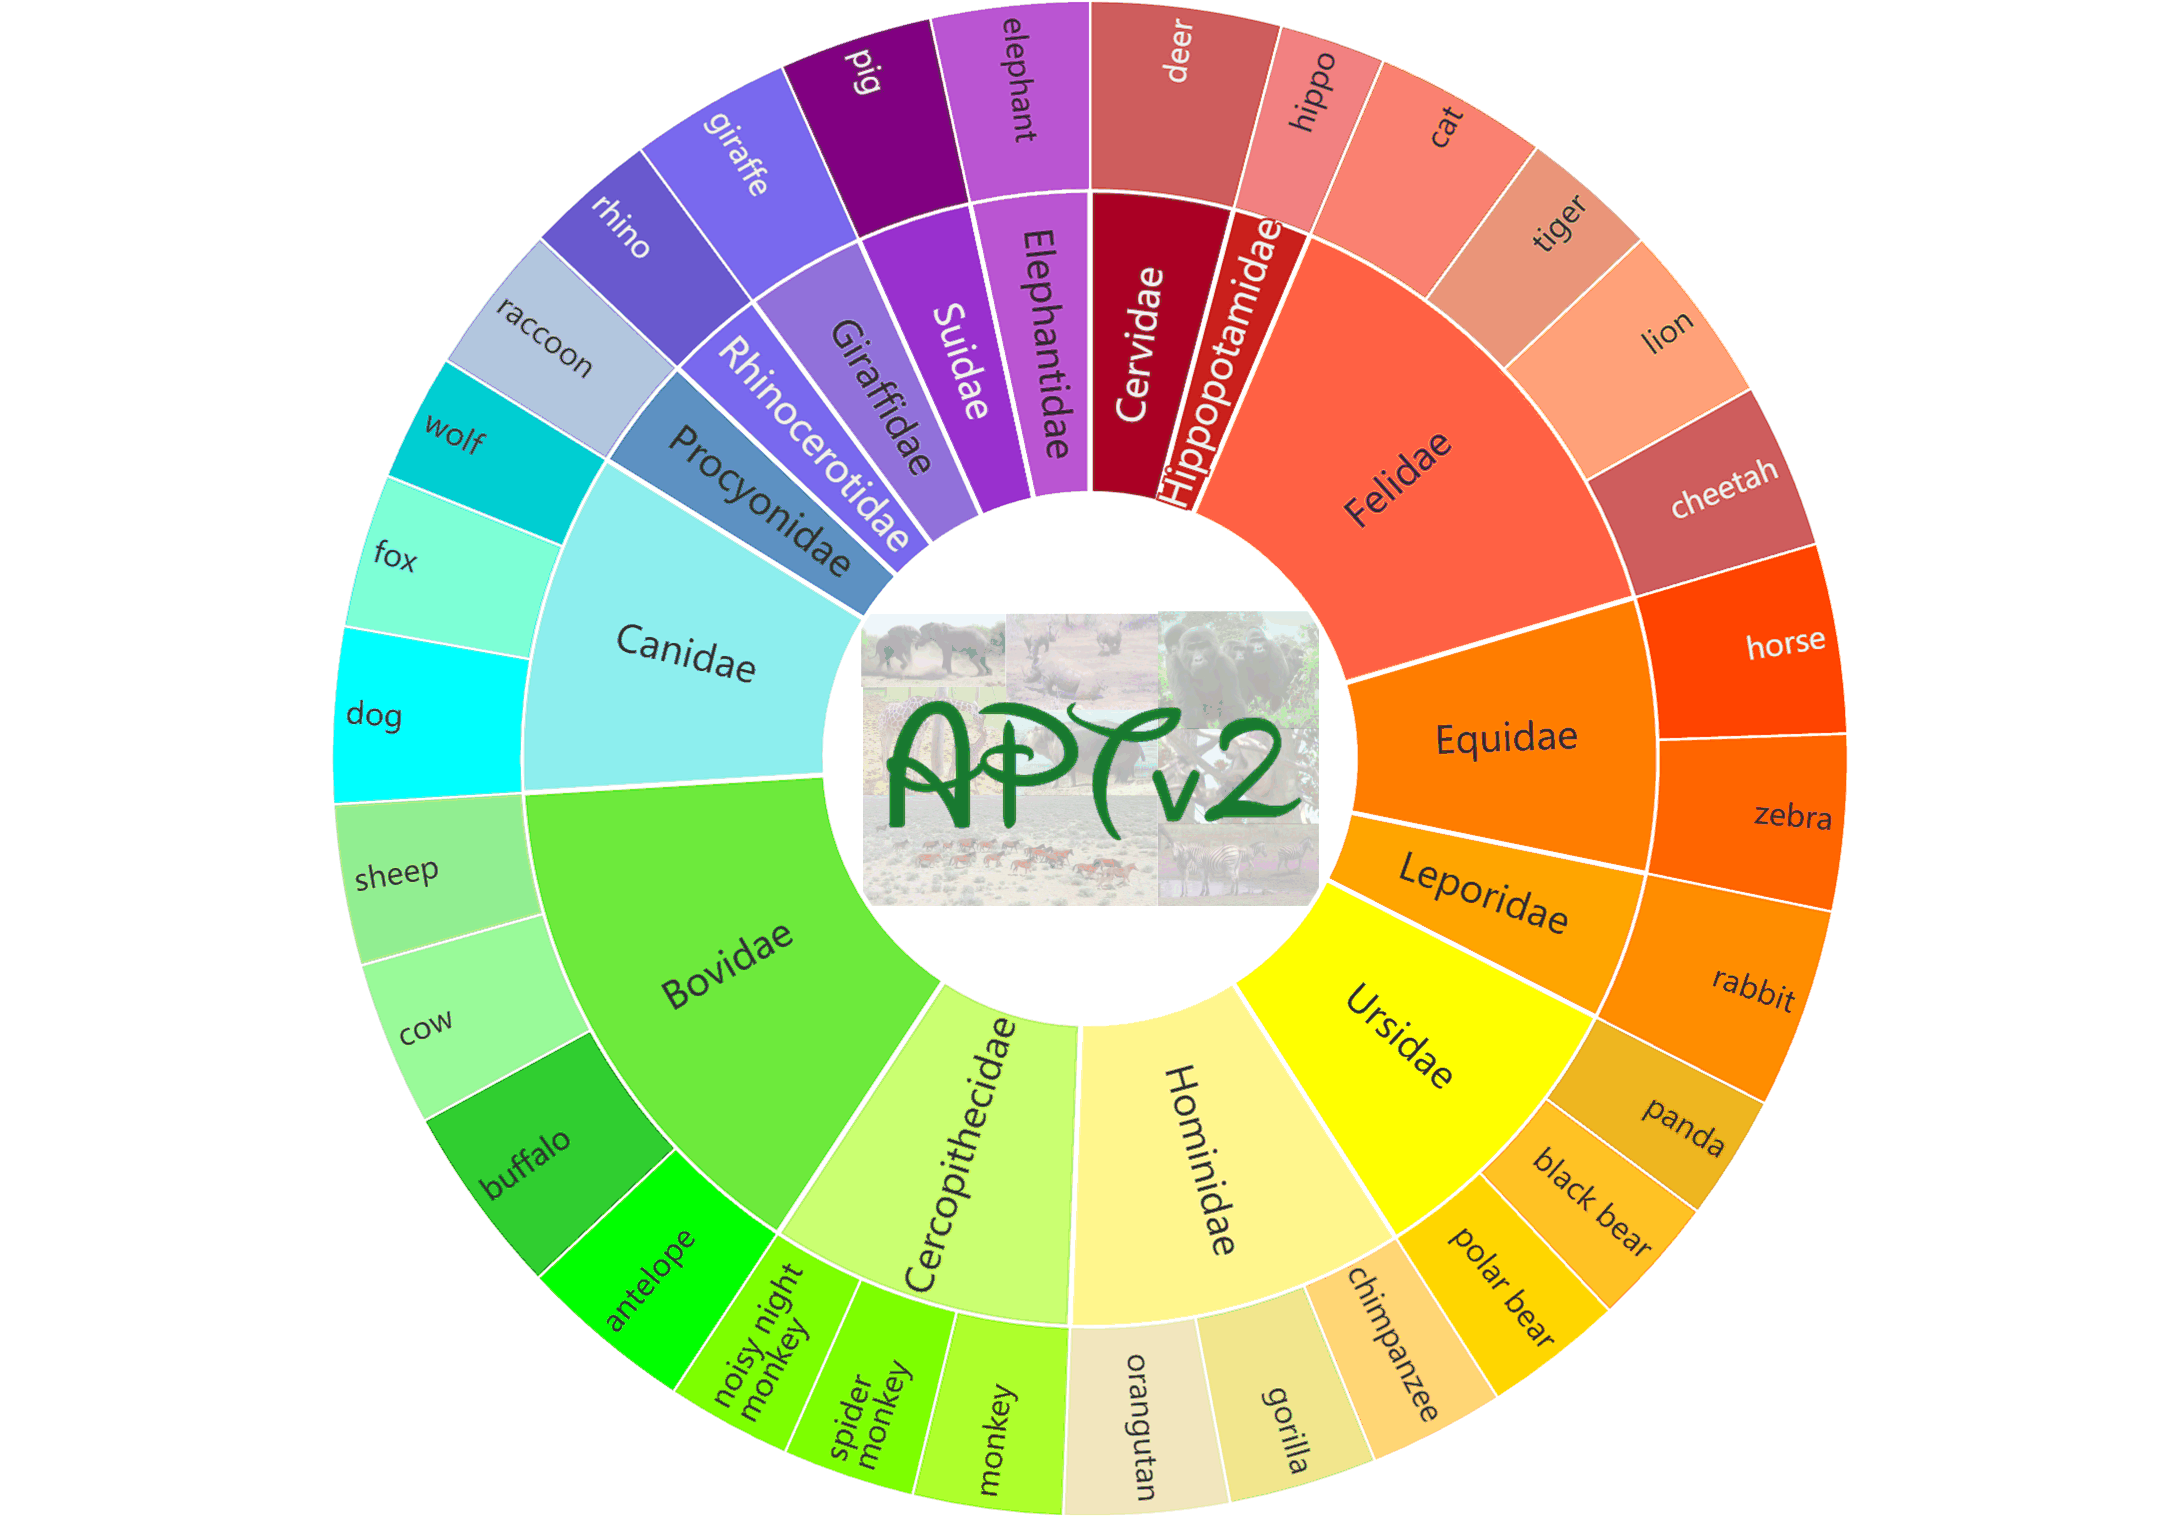 deer
hippo
cat
tiger
lion
cheetah
horse
zebra
rabbit
panda
black bear
polar bear
chimpanzee
gorilla
orangutan
monkey
spider
monkey
noisy night
monkey
antelope
buffalo
cow
sheep
dog
fox
wolf
raccoon
rhino
giraffe
pig
elephant
Cervidae
Hippopotamidae
Felidae
Equidae
Leporidae
Ursidae
Hominidae
Cercopithecidae
Bovidae
Canidae
Procyonidae
Rhinocerotidae
Giraffidae
Suidae
Elephantidae
APTv2